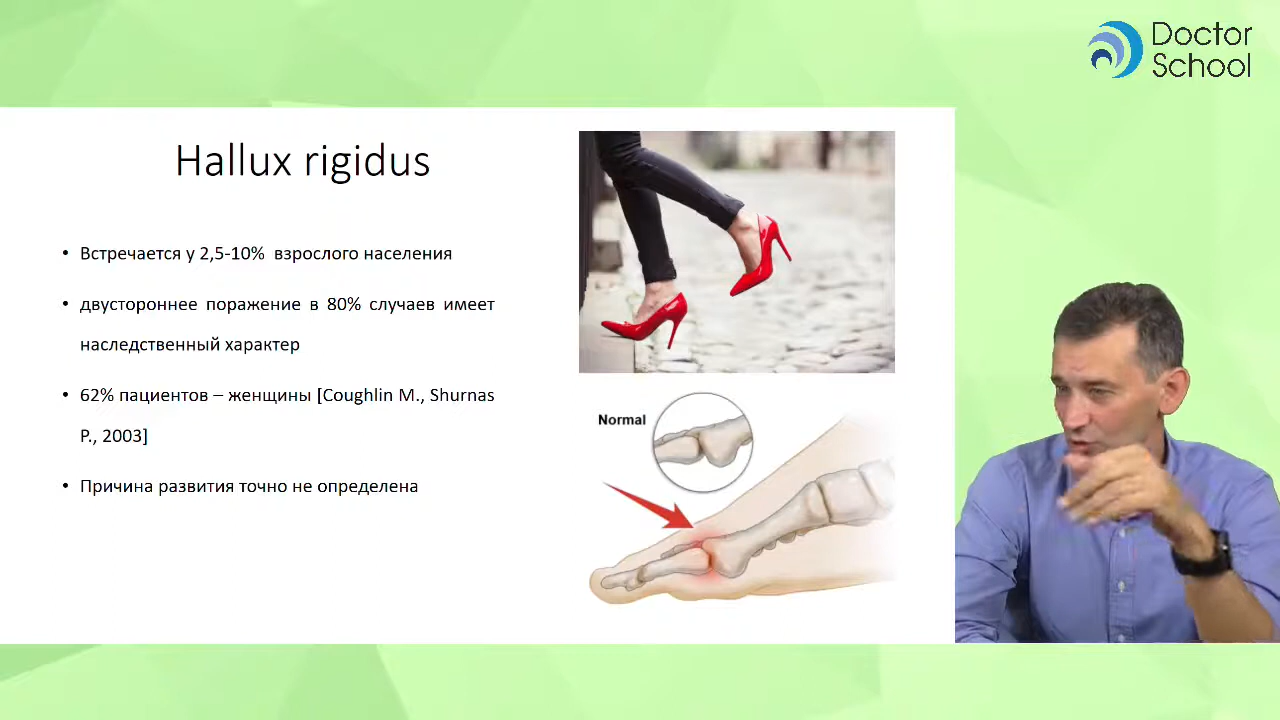 Doctor
School
Hallux rigidus
• Встречается у 2,5-10% взрослого населения
• двустороннее поражение в 80% случаев имеет
наследственный характер
• 62% пациентов – женщины [Coughlin M., Shurnas
P., 2003]
• Причина развития точно не определена
Normal